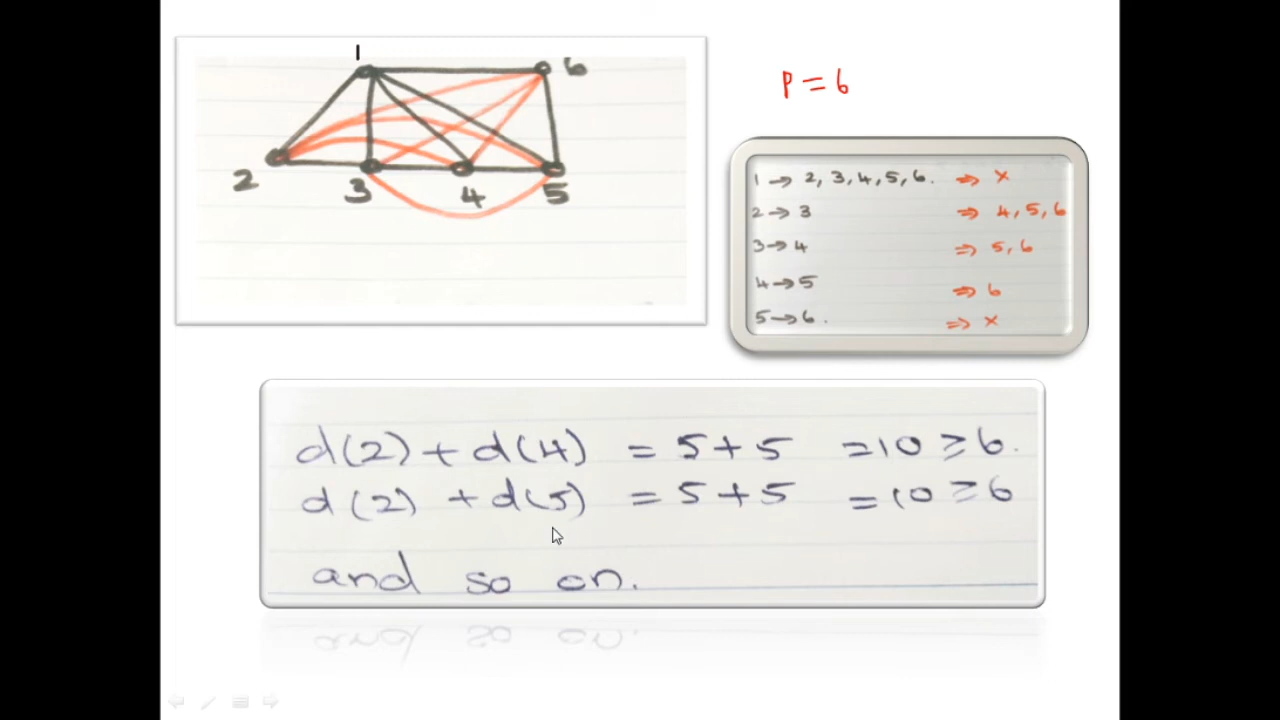 1
6
2
3
4
5
P = 6
1 → 2, 3, 4, 5, 6. ⇒ x
2 → 3 ⇒ 4, 5, 6
3 → 4 ⇒ 5, 6
4 → 5 ⇒ 6
5 → 6. ⇒ x
d(2) + d(4) = 5 + 5 = 10 ≥ 6.
d(2) + d(5) = 5 + 5 = 10 ≥ 6
and so on.